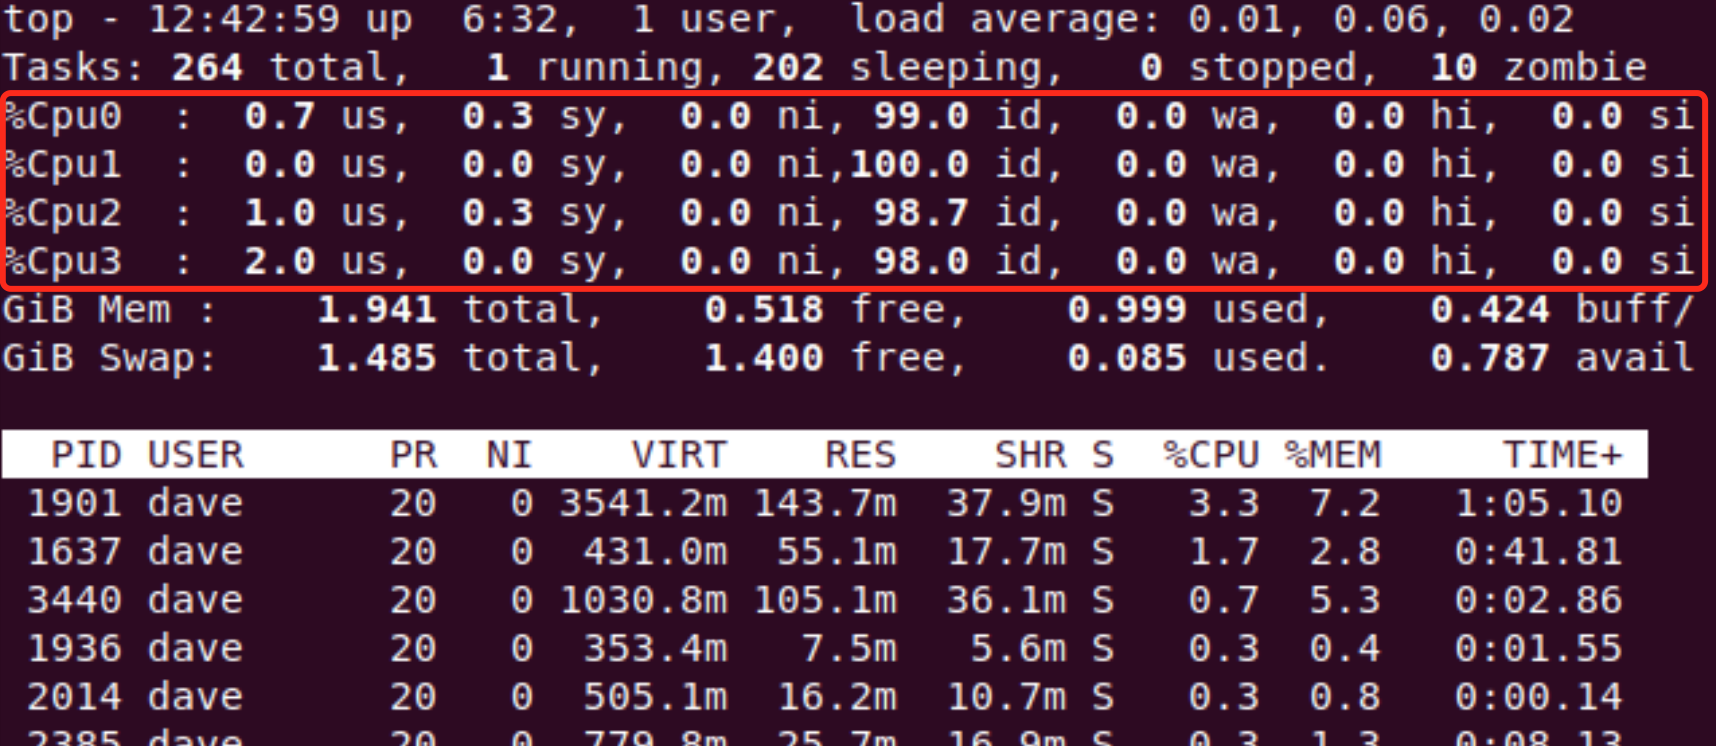 top - 12:42:59 up  6:32,  1 user,  load average: 0.01, 0.06, 0.02
Tasks: 264 total,   1 running, 202 sleeping,   0 stopped,  10 zombie
%Cpu0  :  0.7 us,  0.3 sy,  0.0 ni, 99.0 id,  0.0 wa,  0.0 hi,  0.0 si
%Cpu1  :  0.0 us,  0.0 sy,  0.0 ni,100.0 id,  0.0 wa,  0.0 hi,  0.0 si
%Cpu2  :  1.0 us,  0.3 sy,  0.0 ni, 98.7 id,  0.0 wa,  0.0 hi,  0.0 si
%Cpu3  :  2.0 us,  0.0 sy,  0.0 ni, 98.0 id,  0.0 wa,  0.0 hi,  0.0 si
GiB Mem :    1.941 total,    0.518 free,    0.999 used,    0.424 buff/
GiB Swap:    1.485 total,    1.400 free,    0.085 used.    0.787 avail
PID USER      PR  NI    VIRT    RES    SHR S  %CPU %MEM     TIME+
1901 dave      20   0 3541.2m 143.7m  37.9m S   3.3  7.2   1:05.10
1637 dave      20   0  431.0m  55.1m  17.7m S   1.7  2.8   0:41.81
3440 dave      20   0 1030.8m 105.1m  36.1m S   0.7  5.3   0:02.86
1936 dave      20   0  353.4m   7.5m   5.6m S   0.3  0.4   0:01.55
2014 dave      20   0  505.1m  16.2m  10.7m S   0.3  0.8   0:00.14
2385 dave      20   0  779.8m  25.7m  16.9m S   0.3  1.3   0:08.13